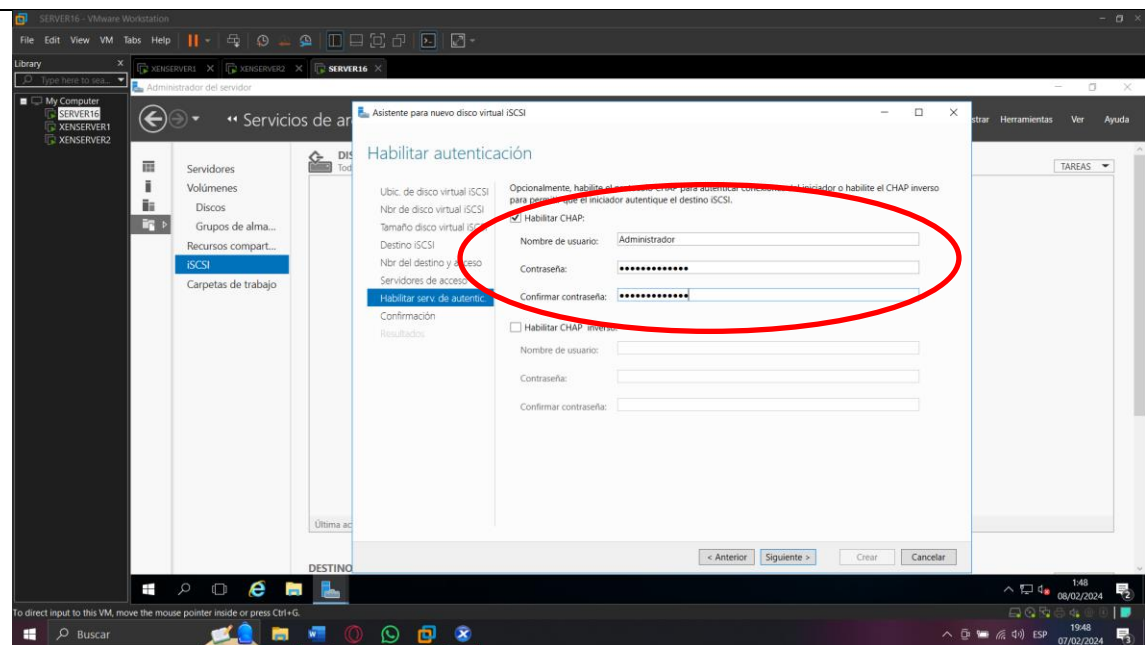 SERVER16 - VMware Workstation
File Edit View VM Tabs Help
Library X
Type here to sea...
XENSERVER1 X XENSERVER2 X SERVER16 X
My Computer
SERVER16
XENSERVER1
XENSERVER2
Administrador del servidor
Servicios de ar
Herramientas Ver Ayuda
TAREAS
Servidores
Volúmenes
Discos
Grupos de alma...
Recursos compart...
iSCSI
Carpetas de trabajo
DIS
Tod
Última ac
DESTINO
Asistente para nuevo disco virtual iSCSI
Habilitar autenticación
Ubic. de disco virtual iSCSI
Nbr de disco virtual iSCSI
Tamaño disco virtual iSCSI
Destino iSCSI
Nbr del destino y acceso
Servidores de acceso
Habilitar serv. de autentic.
Confirmación
Resultados
Opcionalmente, habilite el CHAP para autenticar del iniciador o habilite el CHAP inverso
para permitir que el iniciador autentique el destino iSCSI.
Habilitar CHAP:
Nombre de usuario: Administrador
Contraseña: •••••••••••••
Confirmar contraseña: •••••••••••••
Habilitar CHAP inverso:
Nombre de usuario:
Contraseña:
Confirmar contraseña:
< Anterior Siguiente > Crear Cancelar
1:48
08/02/2024
2
To direct input to this VM, move the mouse pointer inside or press Ctrl+G.
Buscar
ESP
19:48
07/02/2024
3